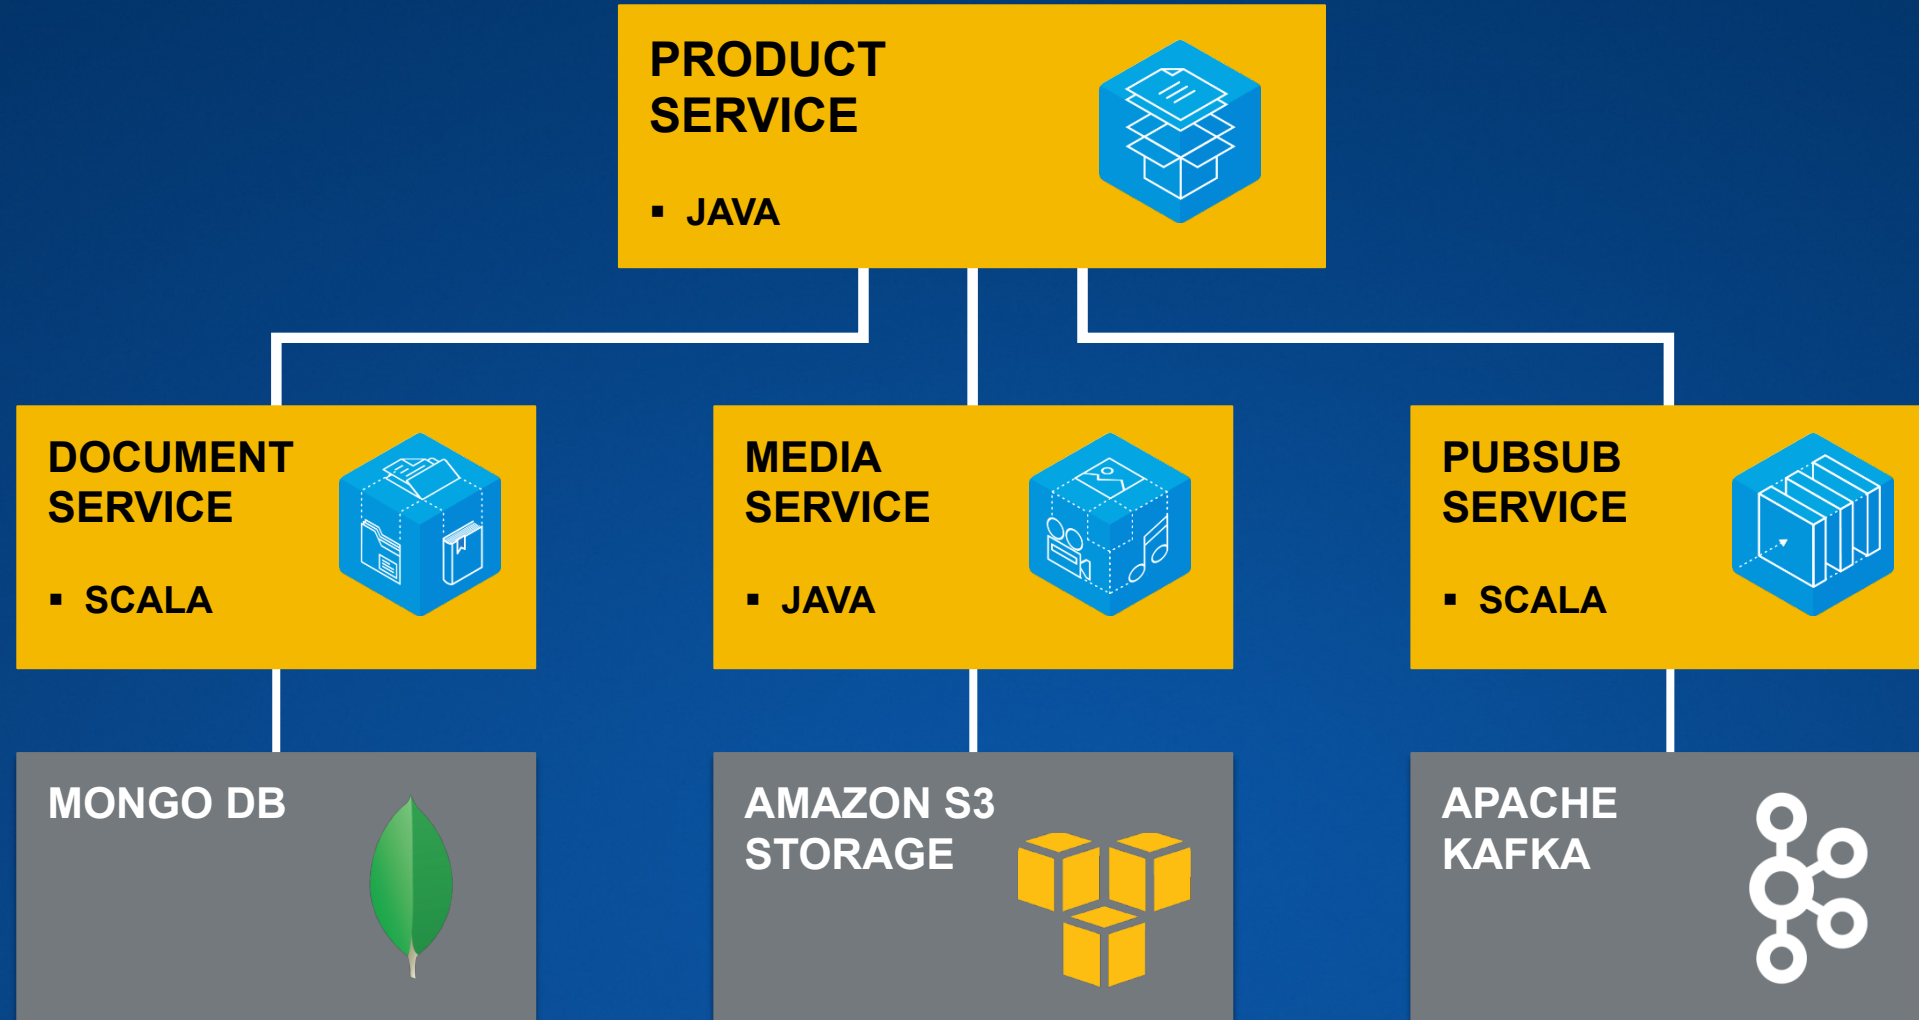 PRODUCT
SERVICE
▪ JAVA
DOCUMENT
SERVICE
▪ SCALA
MEDIA
SERVICE
▪ JAVA
PUBSUB
SERVICE
▪ SCALA
MONGO DB
AMAZON S3
STORAGE
APACHE
KAFKA